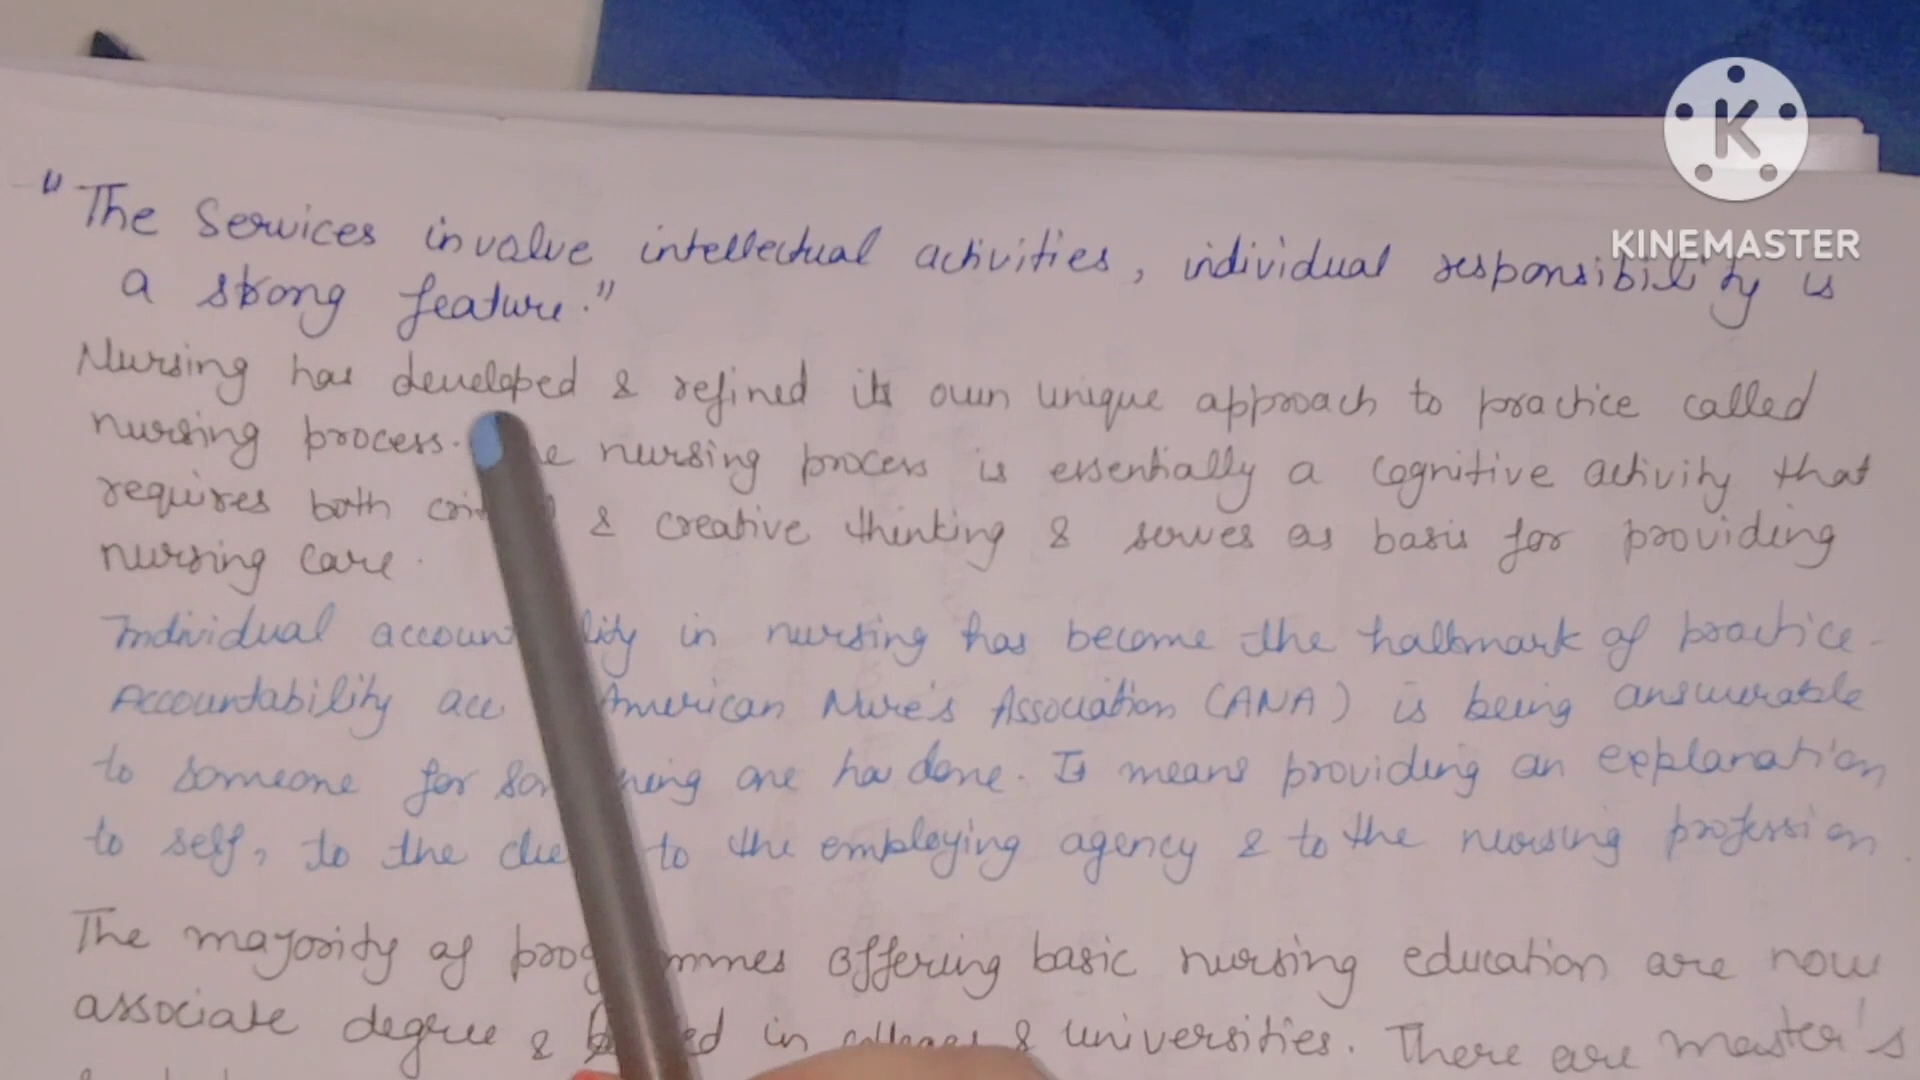 "The Services involve intellectual activities, individual responsibility is
a strong feature."
Nursing has developed & refined its own unique approach to practice called
nursing process. nursing process is essentially a cognitive activity that
requires both & creative thinking & serves as basis for providing
nursing care.
Individual in nursing has become the hallmark of practice.
Accountability acc American Nurse's Association (ANA) is being answerable
to someone for one has done. It means providing an explanation
to self, to the to the employing agency & to the nursing profession.
The majority of offering basic nursing education are now
associate degree & in & universities. There are master's
K
KINEMASTER